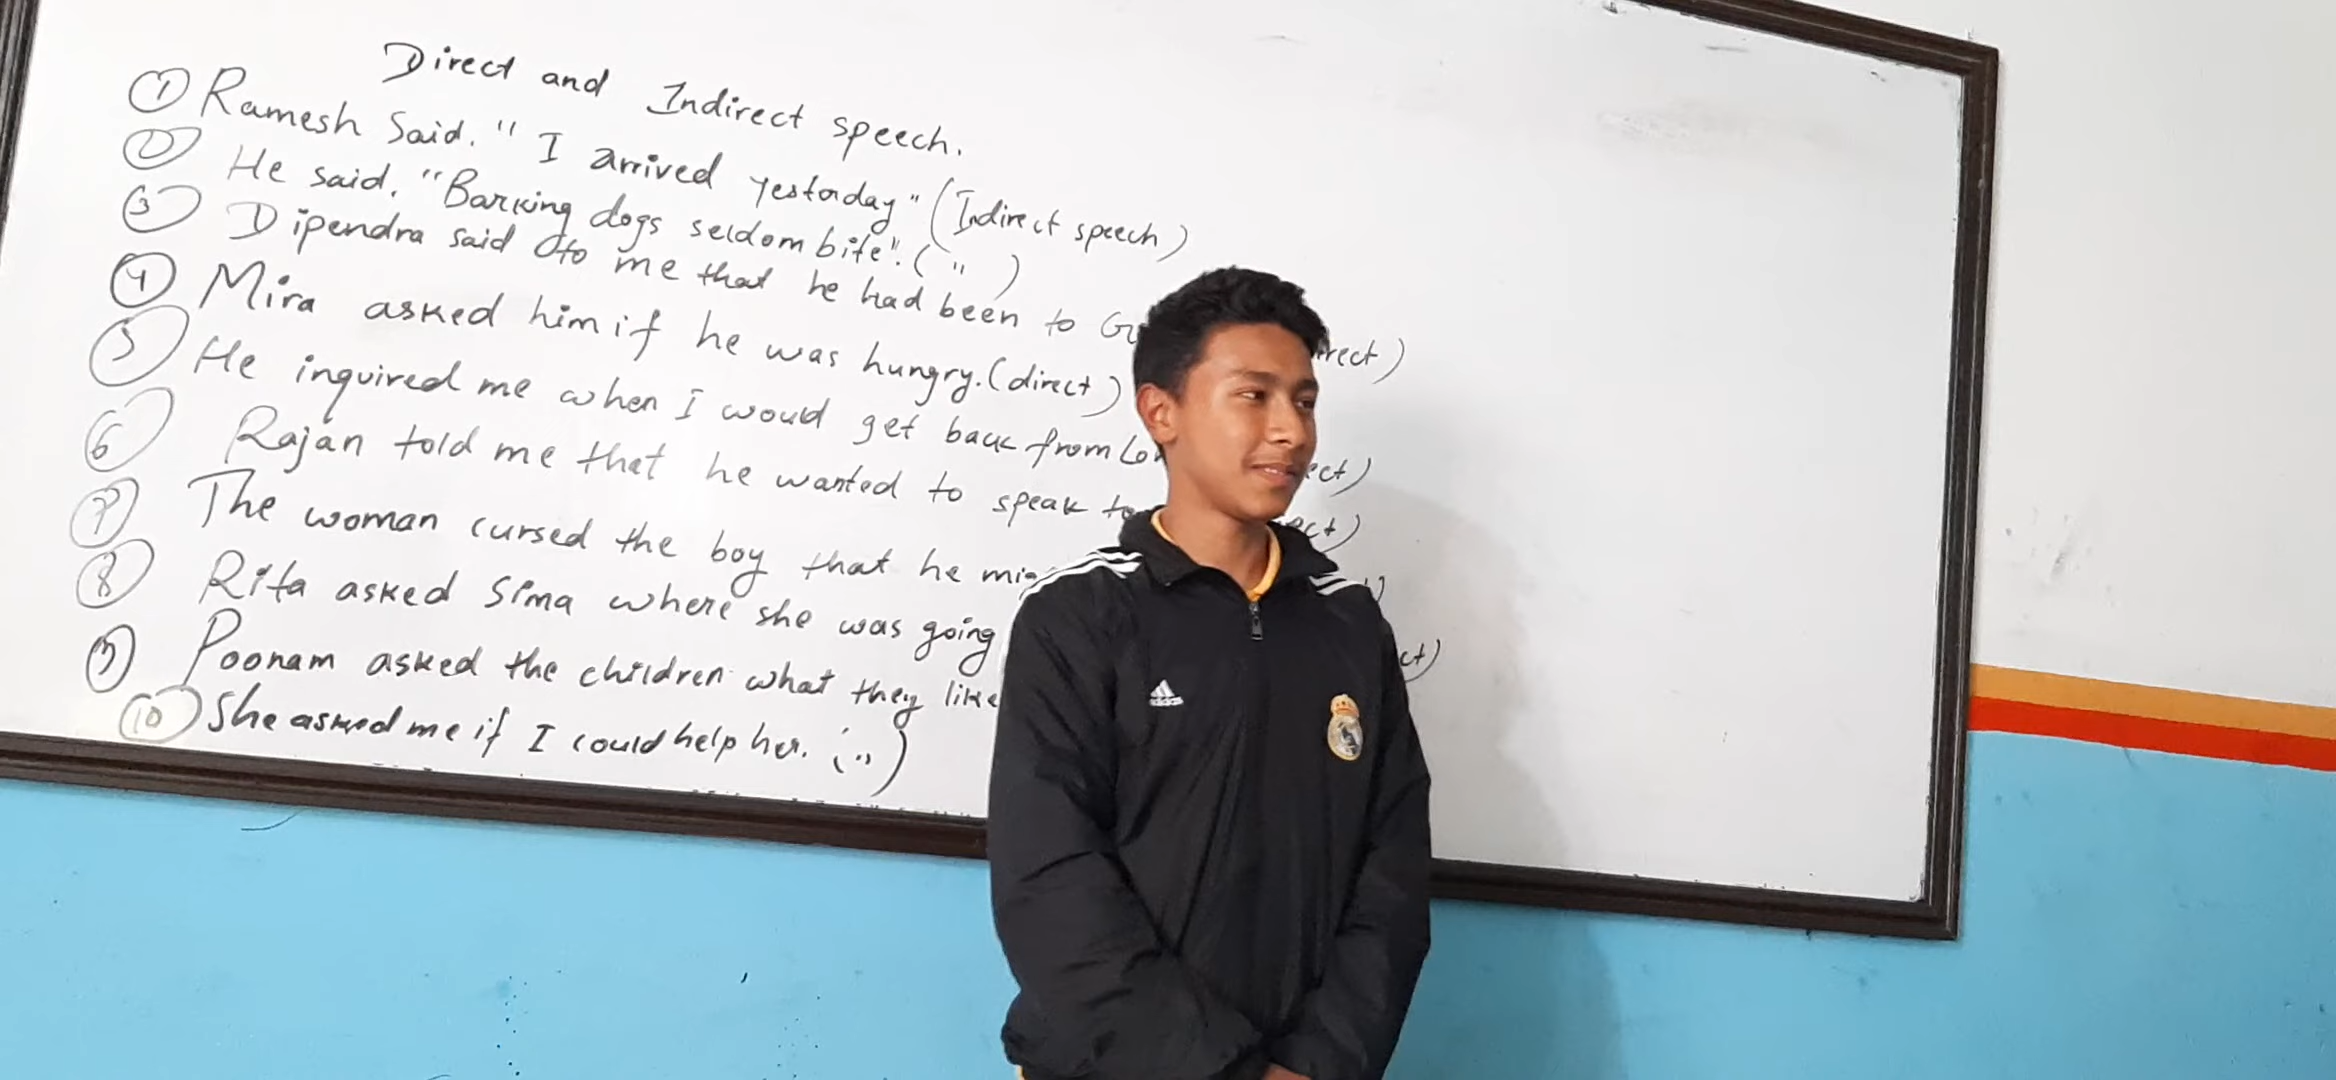 Direct and Indirect speech.
① Ramesh Said. "I arrived yesterday" (Indirect speech)
② He said. "Barking dogs seldom bite". ( " )
③ Dipendra said to me that he had been to
④ Mira asked him if he was hungry. (direct)
⑤ He inquired me when I would get back from
⑥ Rajan told me that he wanted to speak to
⑦ The woman cursed the boy that he
⑧ Rita asked Sima where she was going
⑨ Poonam asked the children what they like
⑩ She asked me if I could help her. ( " )
adidas